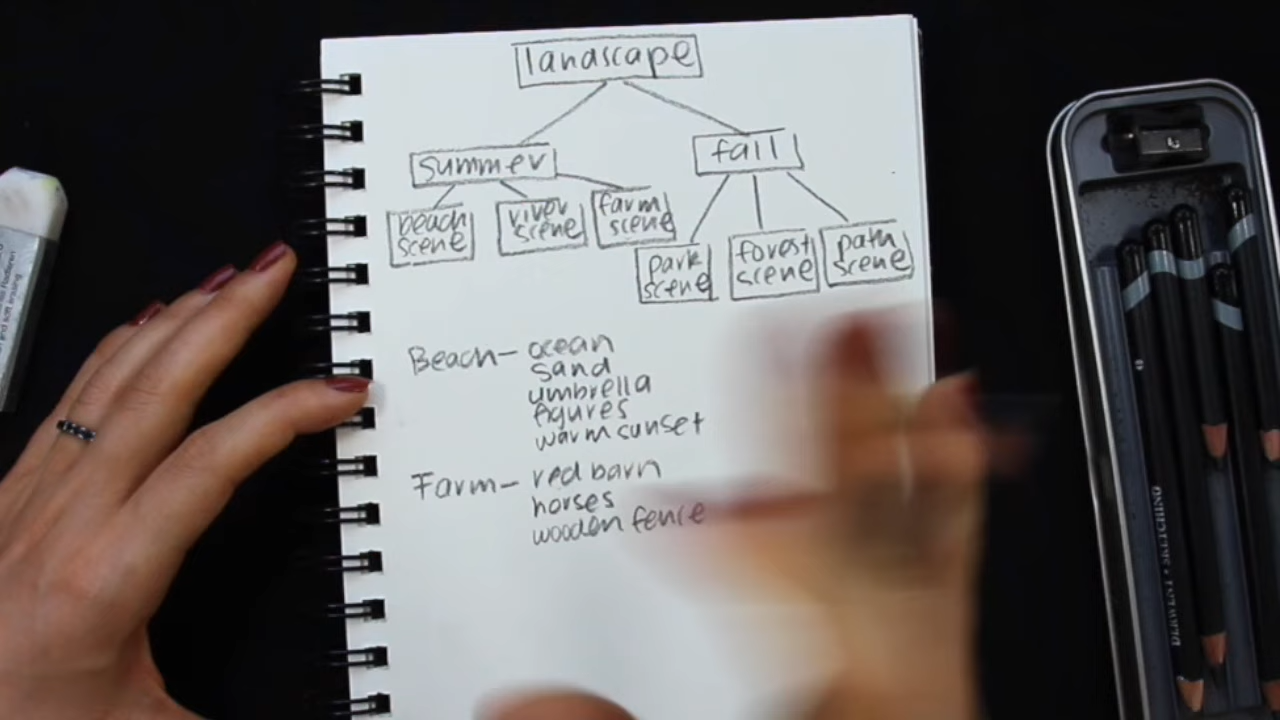 landscape
summer
fall
beach
scene
river
scene
farm
scene
park
scene
forest
scene
path
scene
Beach- ocean
sand
umbrella
figures
warm sunset
Farm- red barn
horses
wooden fence
DERWENT • SKETCHING